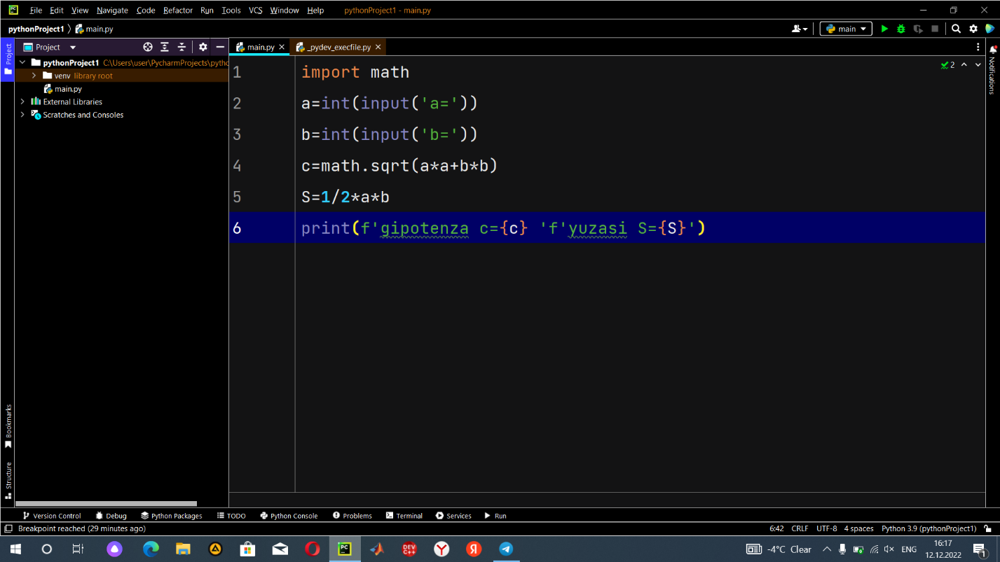 PC File Edit View Navigate Code Refactor Run Tools VCS Window Help pythonProject1 - main.py
pythonProject1 main.py main
Project main.py _pydev_execfile.py
Project
pythonProject1 C:\Users\user\PycharmProjects\pytho
venv library root
main.py
External Libraries
Scratches and Consoles
Bookmarks
Structure
1 import math
2 a=int(input('a='))
3 b=int(input('b='))
4 c=math.sqrt(a*a+b*b)
5 S=1/2*a*b
6 print(f'gipotenza c={c} 'f'yuzasi S={S}')
2
Notifications
Version Control Debug Python Packages TODO Python Console Problems Terminal Services Run
Breakpoint reached (29 minutes ago) 6:42 CRLF UTF-8 4 spaces Python 3.9 (pythonProject1)
PC DEV C++ Y Я -4°C Clear ENG 16:17
12.12.2022 1